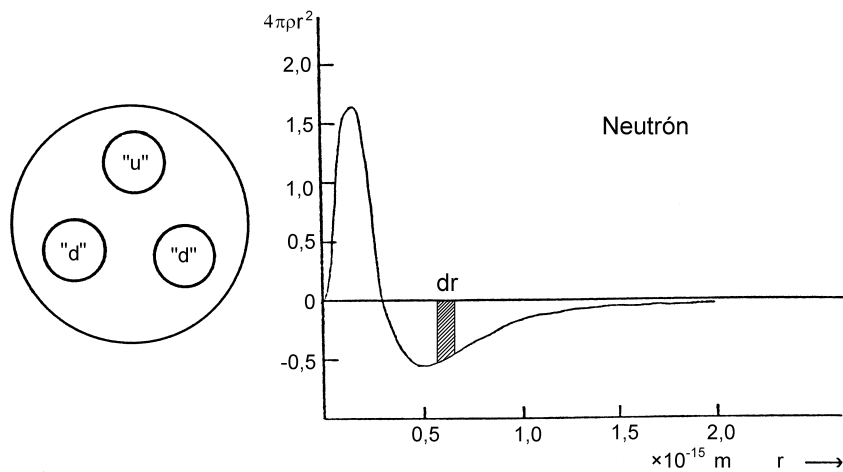 4πρr²
2,0
1,5
1,0
0,5
0
-0,5
"u"
"d" "d"
Neutrón
dr
0,5 1,0 1,5 2,0
×10⁻¹⁵ m r →